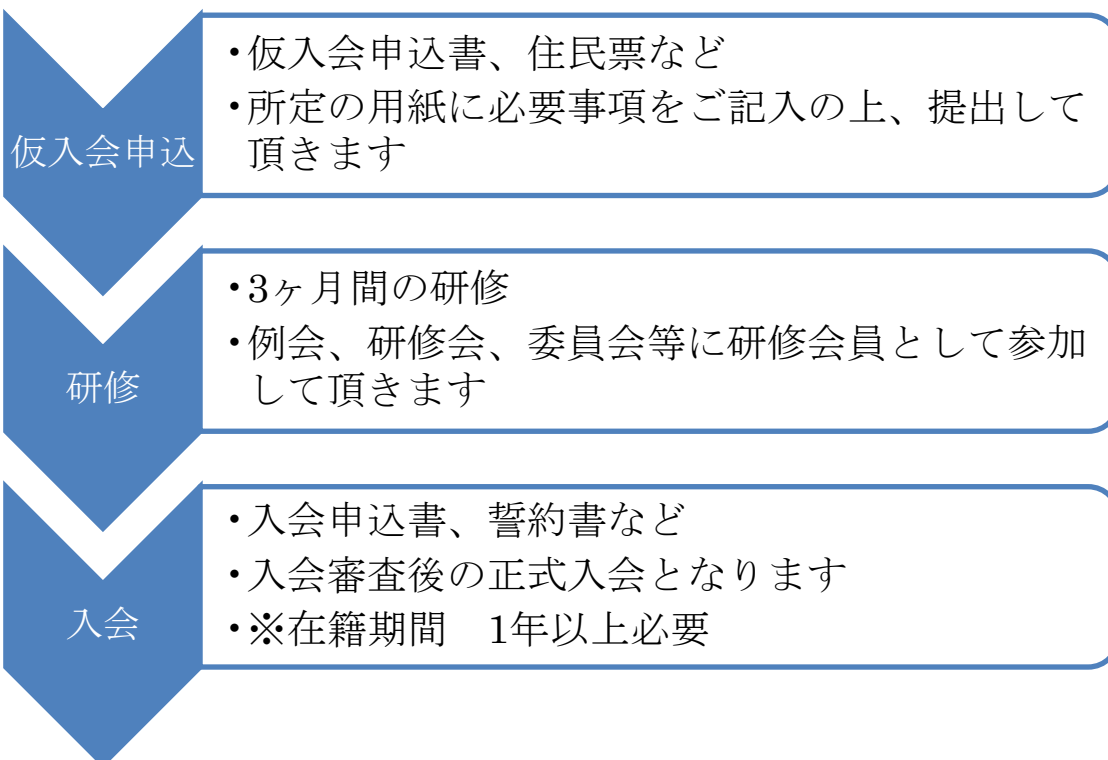 仮入会申込
・仮入会申込書、住民票など
・所定の用紙に必要事項をご記入の上、提出して
頂きます
研修
・3ヶ月間の研修
・例会、研修会、委員会等に研修会員として参加
して頂きます
入会
・入会申込書、誓約書など
・入会審査後の正式入会となります
・※在籍期間　1年以上必要